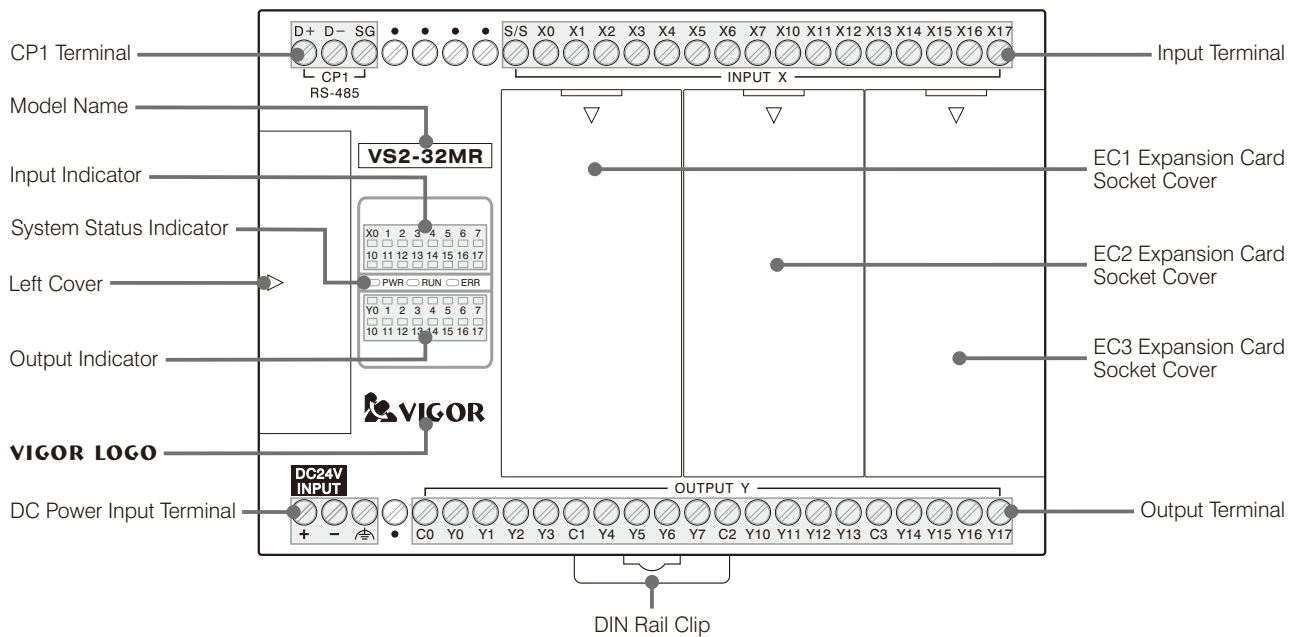 D+ D− SG • • • • S/S X0 X1 X2 X3 X4 X5 X6 X7 X10 X11 X12 X13 X14 X15 X16 X17
CP1 Terminal
Input Terminal
CP1
RS-485
INPUT X
Model Name
VS2-32MR
EC1 Expansion Card
Socket Cover
Input Indicator
System Status Indicator
X0 1 2 3 4 5 6 7
10 11 12 13 14 15 16 17
EC2 Expansion Card
Socket Cover
Left Cover
PWR RUN ERR
Y0 1 2 3 4 5 6 7
10 11 12 13 14 15 16 17
Output Indicator
EC3 Expansion Card
Socket Cover
VIGOR
VIGOR LOGO
DC24V
INPUT
OUTPUT Y
DC Power Input Terminal
Output Terminal
+ − • C0 Y0 Y1 Y2 Y3 C1 Y4 Y5 Y6 Y7 C2 Y10 Y11 Y12 Y13 C3 Y14 Y15 Y16 Y17
DIN Rail Clip